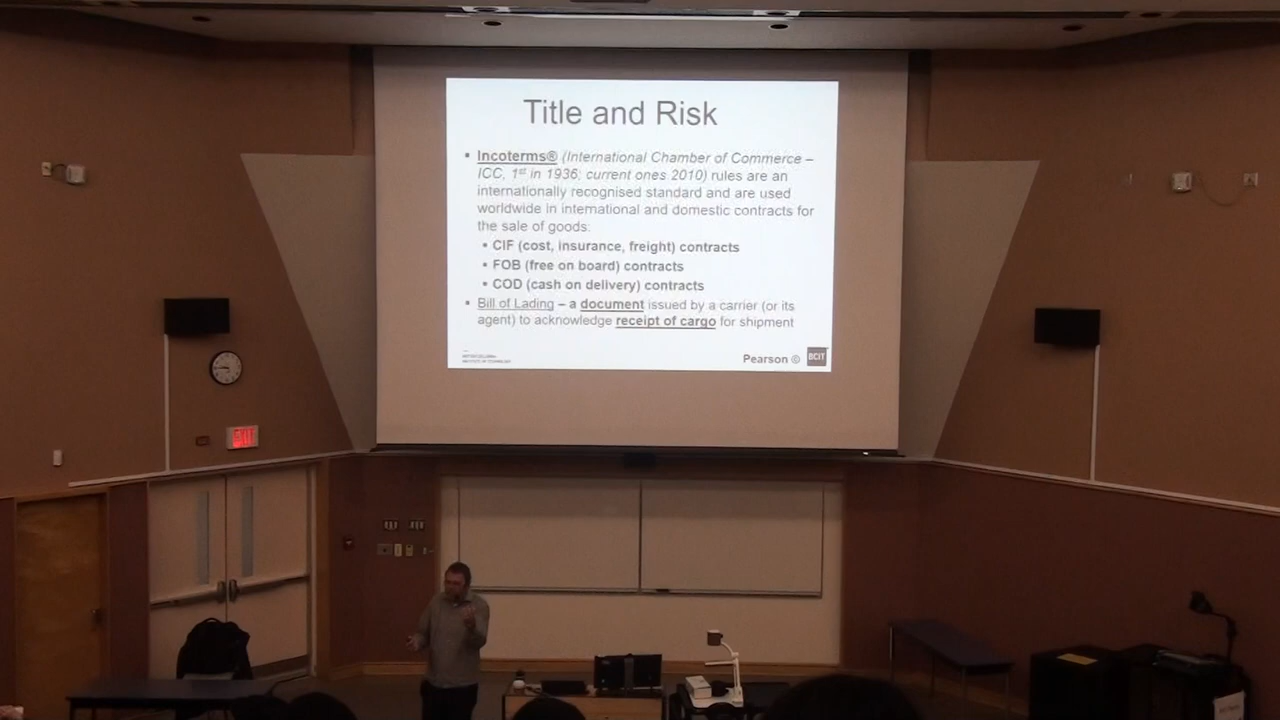 Title and Risk
▪ Incoterms® (International Chamber of Commerce –
ICC, 1st in 1936; current ones 2010) rules are an
internationally recognised standard and are used
worldwide in international and domestic contracts for
the sale of goods:
▪ CIF (cost, insurance, freight) contracts
▪ FOB (free on board) contracts
▪ COD (cash on delivery) contracts
▪ Bill of Lading – a document issued by a carrier (or its
agent) to acknowledge receipt of cargo for shipment
Pearson © BCIT
EXIT